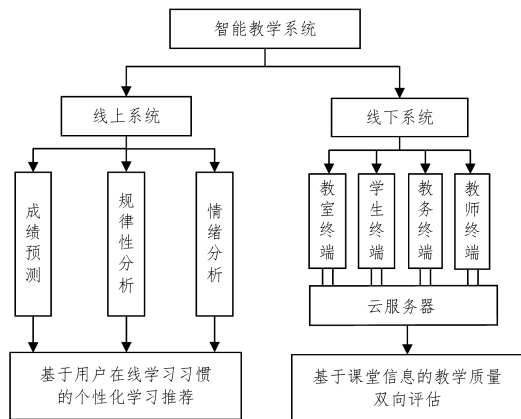 智能教学系统
线上系统
线下系统
成绩预测
规律性分析
情绪分析
教室终端
学生终端
教务终端
教师终端
云服务器
基于用户在线学习习惯
的个性化学习推荐
基于课堂信息的教学质量
双向评估